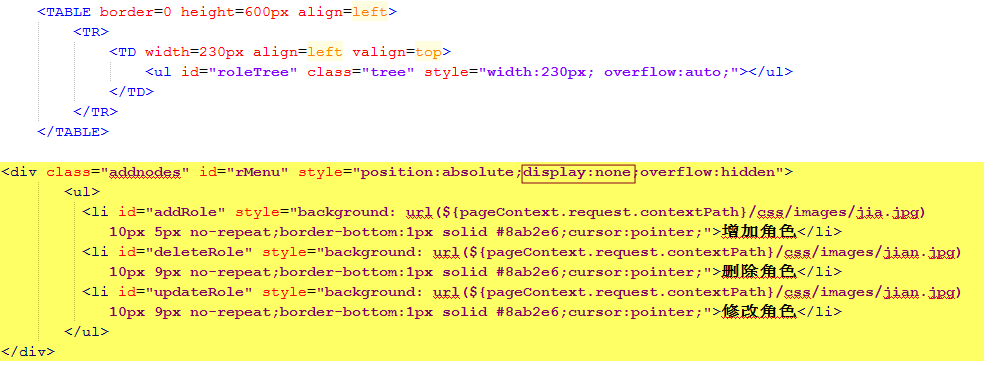 <TABLE border=0 height=600px align=left>
<TR>
<TD width=230px align=left valign=top>
<ul id="roleTree" class="tree" style="width:230px; overflow:auto;"></ul>
</TD>
</TR>
</TABLE>
<div class="addnodes" id="rMenu" style="position:absolute;display:none;overflow:hidden">
<ul>
<li id="addRole" style="background: url(${pageContext.request.contextPath}/css/images/jia.jpg)
10px 5px no-repeat;border-bottom:1px solid #8ab2e6;cursor:pointer;">增加角色</li>
<li id="deleteRole" style="background: url(${pageContext.request.contextPath}/css/images/jian.jpg)
10px 9px no-repeat;border-bottom:1px solid #8ab2e6;cursor:pointer;">删除角色</li>
<li id="updateRole" style="background: url(${pageContext.request.contextPath}/css/images/jian.jpg)
10px 9px no-repeat;border-bottom:1px solid #8ab2e6;cursor:pointer;">修改角色</li>
</ul>
</div>